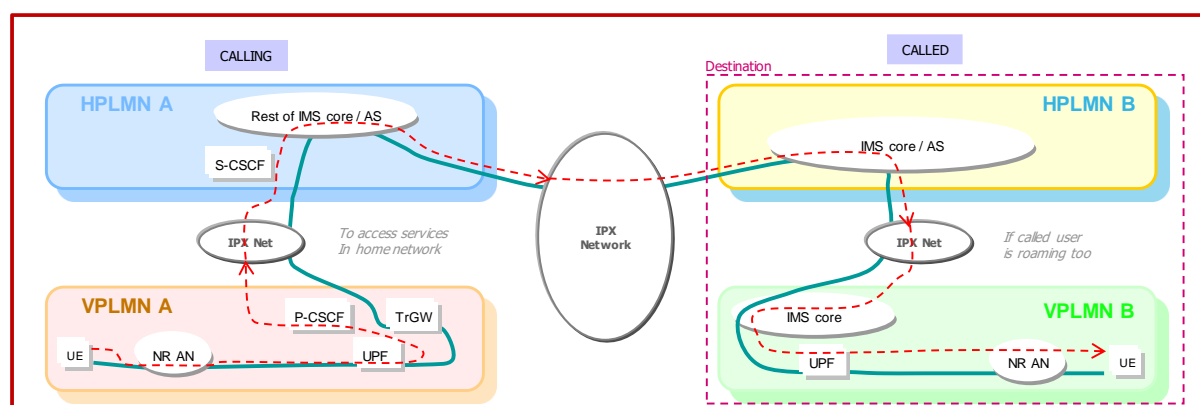 CALLING
CALLED
Destination
HPLMN A
Rest of IMS core / AS
S-CSCF
HPLMN B
IMS core / AS
IPX Net
To access services
In home network
IPX
Network
IPX Net
If called user
is roaming too
VPLMN A
P-CSCF
TrGW
UE
NR AN
UPF
VPLMN B
IMS core
UPF
NR AN
UE